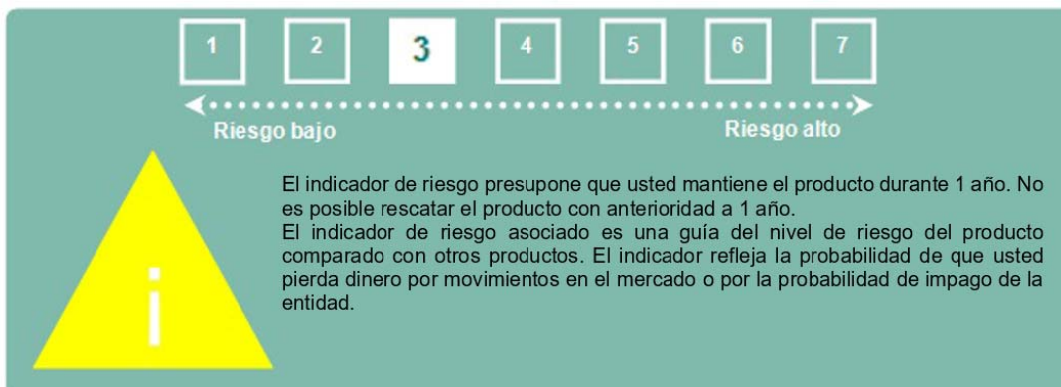 1 2 3 4 5 6 7
Riesgo bajo Riesgo alto
El indicador de riesgo presupone que usted mantiene el producto durante 1 año. No
es posible rescatar el producto con anterioridad a 1 año.
El indicador de riesgo asociado es una guía del nivel de riesgo del producto
comparado con otros productos. El indicador refleja la probabilidad de que usted
pierda dinero por movimientos en el mercado o por la probabilidad de impago de la
entidad.
i